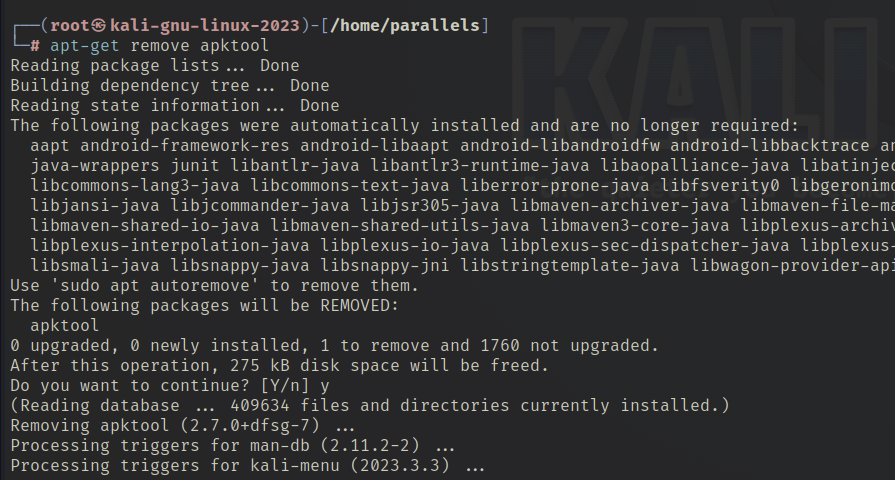 ┌──(root㉿kali-gnu-linux-2023)-[/home/parallels]
└─# apt-get remove apktool
Reading package lists... Done
Building dependency tree... Done
Reading state information... Done
The following packages were automatically installed and are no longer required:
  aapt android-framework-res android-libaapt android-libandroidfw android-libbacktrace an
  java-wrappers junit libantlr-java libantlr3-runtime-java libaopalliance-java libatinjec
  libcommons-lang3-java libcommons-text-java liberror-prone-java libfsverity0 libgeronimo
  libjansi-java libjcommander-java libjsr305-java libmaven-archiver-java libmaven-file-ma
  libmaven-shared-io-java libmaven-shared-utils-java libmaven3-core-java libplexus-archiv
  libplexus-interpolation-java libplexus-io-java libplexus-sec-dispatcher-java libplexus-
  libsmali-java libsnappy-java libsnappy-jni libstringtemplate-java libwagon-provider-api
Use 'sudo apt autoremove' to remove them.
The following packages will be REMOVED:
  apktool
0 upgraded, 0 newly installed, 1 to remove and 1760 not upgraded.
After this operation, 275 kB disk space will be freed.
Do you want to continue? [Y/n] y
(Reading database ... 409634 files and directories currently installed.)
Removing apktool (2.7.0+dfsg-7) ...
Processing triggers for man-db (2.11.2-2) ...
Processing triggers for kali-menu (2023.3.3) ...
KALI